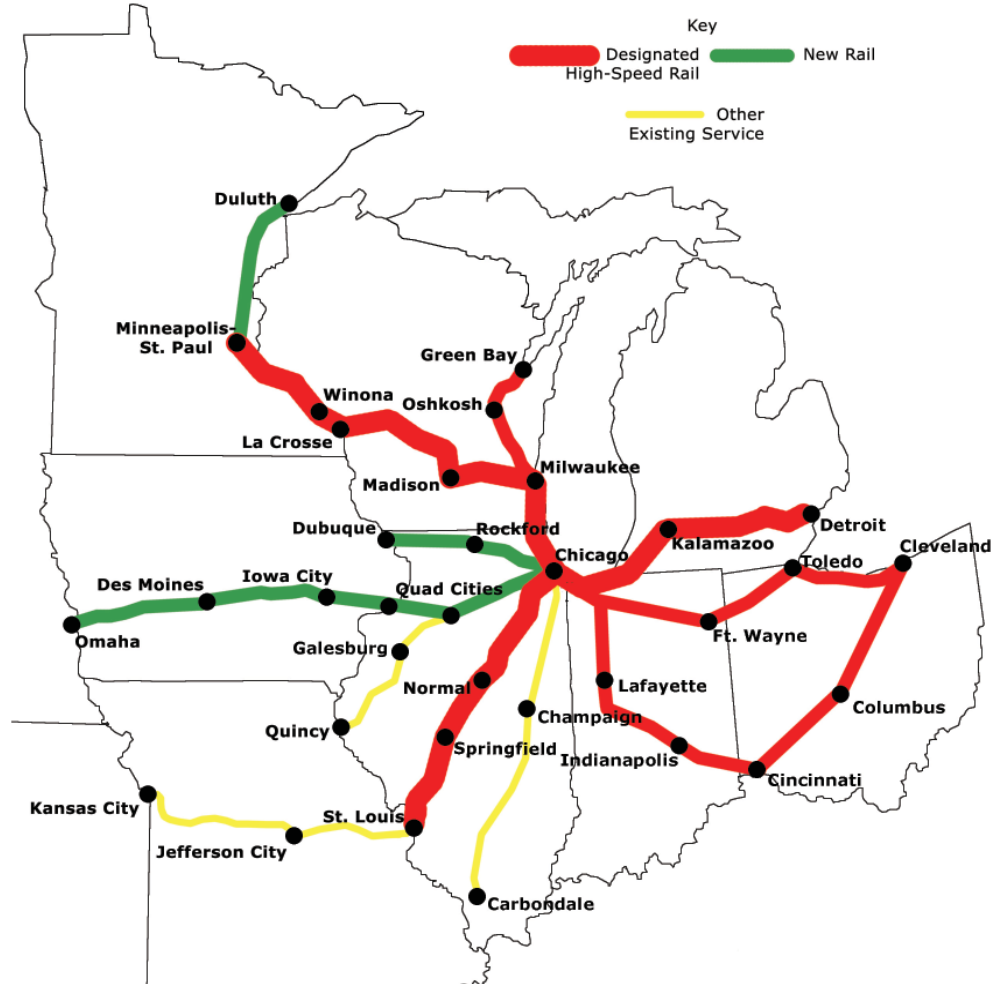 Key
Designated
High-Speed Rail
New Rail
Other
Existing Service
Duluth
Minneapolis-
St. Paul
Green Bay
Winona
Oshkosh
La Crosse
Milwaukee
Madison
Dubuque
Rockford
Detroit
Kalamazoo
Cleveland
Chicago
Toledo
Iowa City
Des Moines
Quad Cities
Omaha
Ft. Wayne
Galesburg
Normal
Lafayette
Columbus
Champaign
Quincy
Springfield
Indianapolis
Cincinnati
Kansas City
St. Louis
Jefferson City
Carbondale